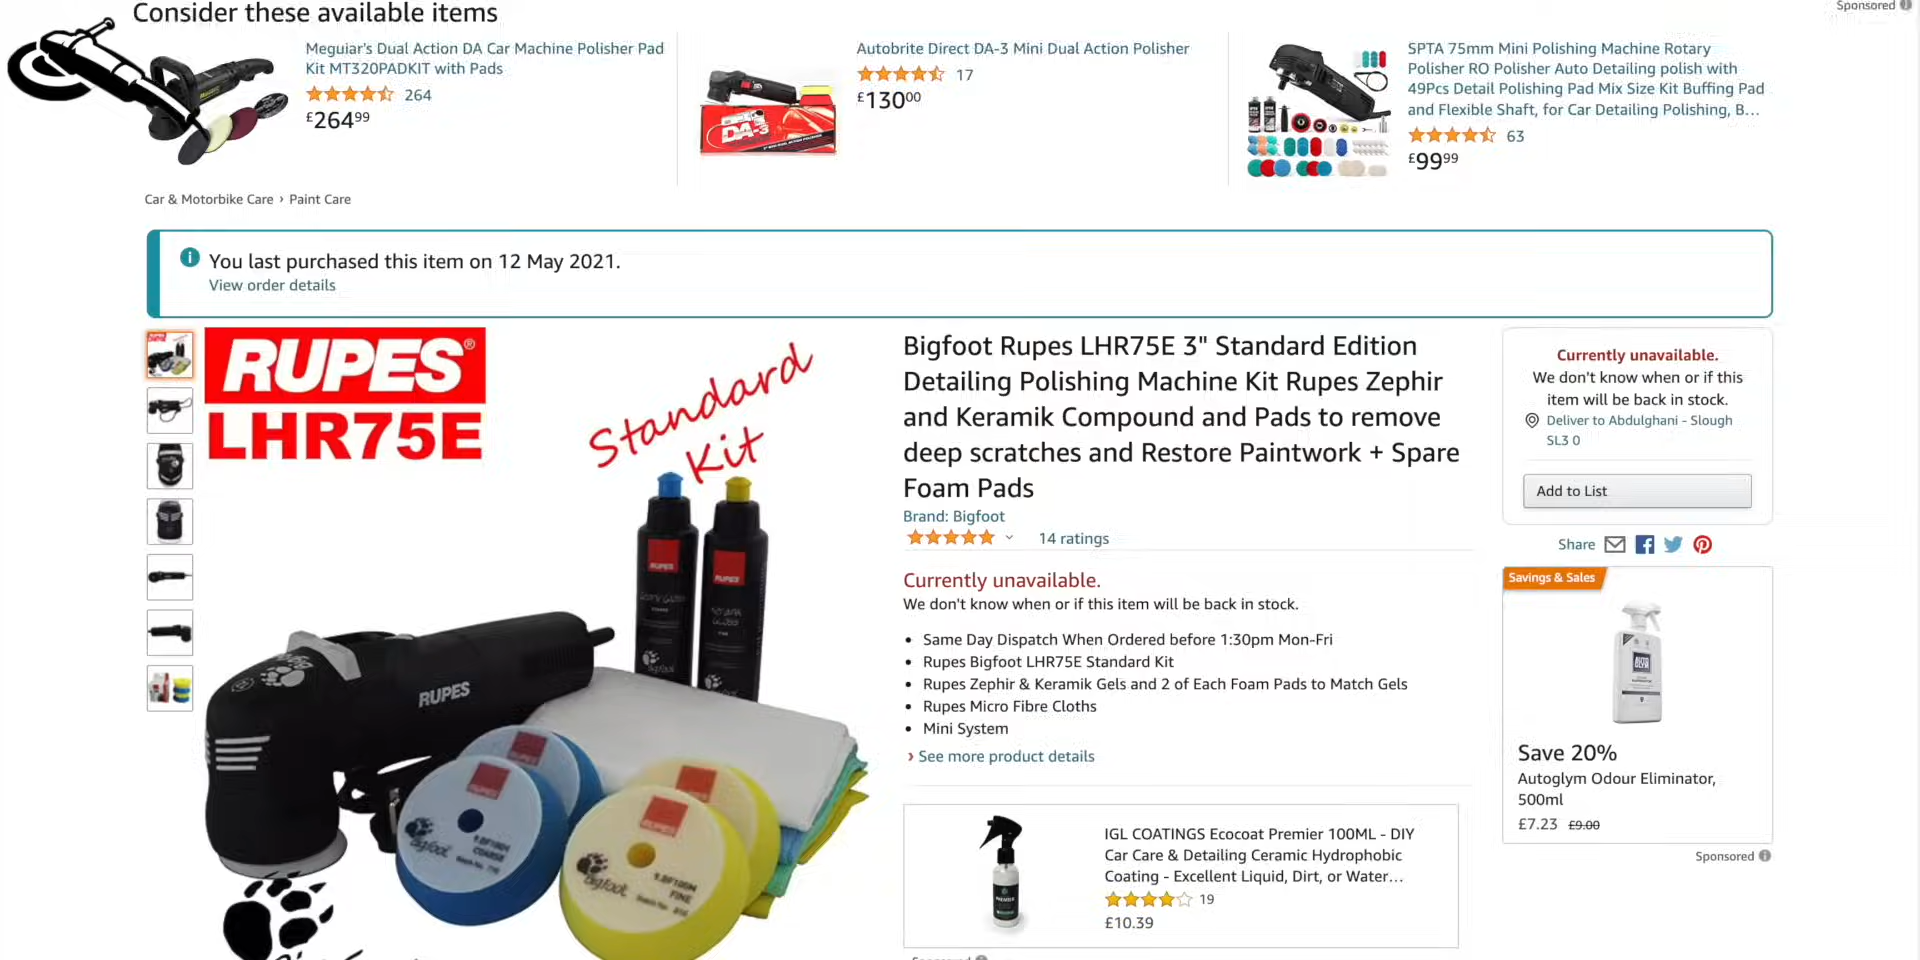 Consider these available items
Sponsored
Meguiar's Dual Action DA Car Machine Polisher Pad
Kit MT320PADKIT with Pads
264
£264.99
Autobrite Direct DA-3 Mini Dual Action Polisher
17
£130.00
DA-3
SPTA 75mm Mini Polishing Machine Rotary
Polisher RO Polisher Auto Detailing polish with
49Pcs Detail Polishing Pad Mix Size Kit Buffing Pad
and Flexible Shaft, for Car Detailing Polishing, B...
63
£99.99
Car & Motorbike Care › Paint Care
You last purchased this item on 12 May 2021.
View order details
RUPES®
LHR75E
Standard
Kit
RUPES
RUPES
RUPES
bigfoot
bigfoot
COARSE
bigfoot
FINE
Bigfoot Rupes LHR75E 3" Standard Edition
Detailing Polishing Machine Kit Rupes Zephir
and Keramik Compound and Pads to remove
deep scratches and Restore Paintwork + Spare
Foam Pads
Brand: Bigfoot
14 ratings
Currently unavailable.
We don't know when or if this item will be back in stock.
• Same Day Dispatch When Ordered before 1:30pm Mon-Fri
• Rupes Bigfoot LHR75E Standard Kit
• Rupes Zephir & Keramik Gels and 2 of Each Foam Pads to Match Gels
• Rupes Micro Fibre Cloths
• Mini System
› See more product details
IGL COATINGS Ecocoat Premier 100ML - DIY
Car Care & Detailing Ceramic Hydrophobic
Coating - Excellent Liquid, Dirt, or Water...
19
£10.39
Sponsored
Currently unavailable.
We don't know when or if this
item will be back in stock.
Deliver to Abdulghani - Slough
SL3 0
Add to List
Share
Savings & Sales
Save 20%
Autoglym Odour Eliminator,
500ml
£7.23 £9.00
Sponsored